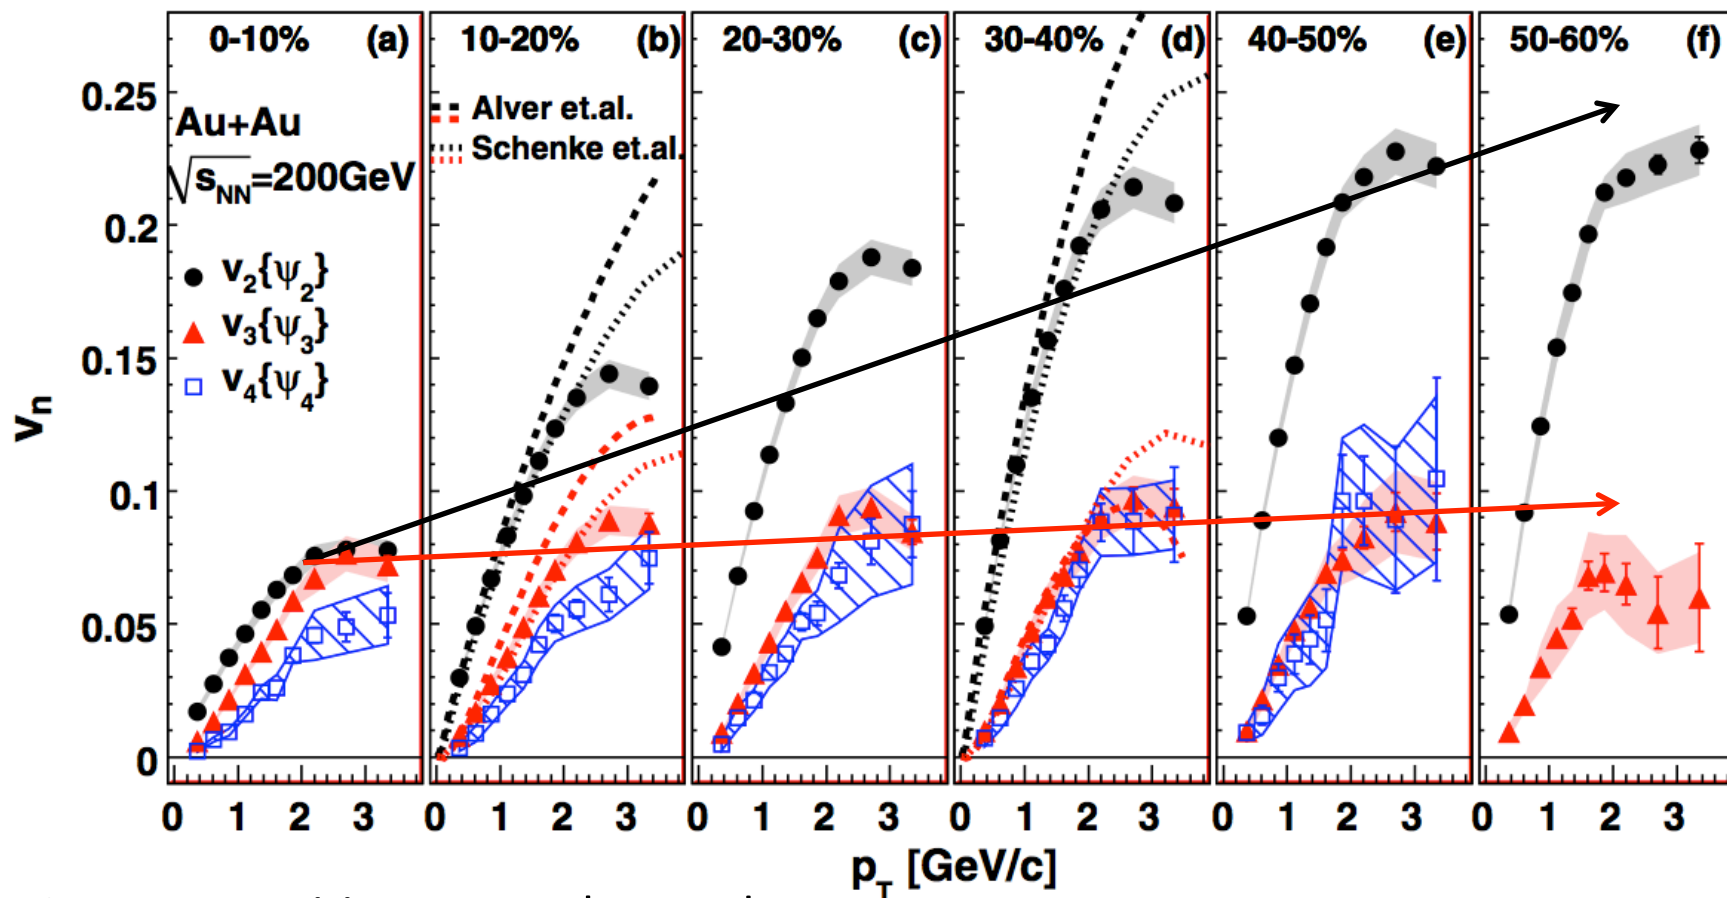 0-10% (a)
10-20% (b)
20-30% (c)
30-40% (d)
40-50% (e)
50-60% (f)
Au+Au
√sNN=200GeV
Alver et.al.
Schenke et.al.
v2{ψ2}
v3{ψ3}
v4{ψ4}
vn
0.25
0.2
0.15
0.1
0.05
0
0 1 2 3
0 1 2 3
0 1 2 3
0 1 2 3
0 1 2 3
0 1 2 3
pT [GeV/c]